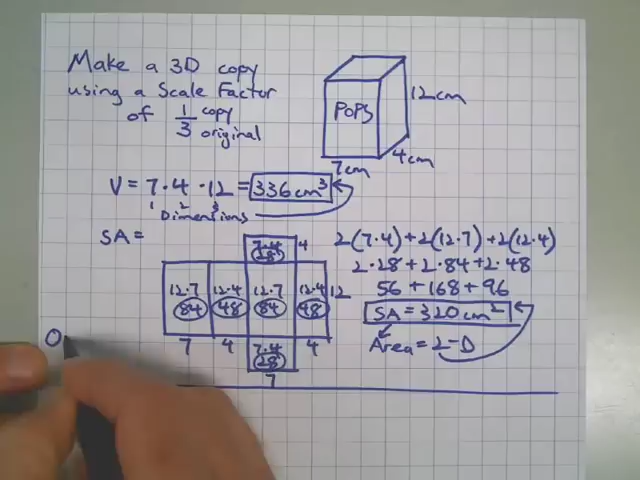 Make a 3D copy
using a Scale Factor
of 1/3 copy/original
POPS
12cm
4cm
7cm
V = 7·4·12 = 336cm³
1 2 3
Dimensions
SA =
7·4 4
28
12·7 12·4 12·7 12·4 12
84 48 84 48
7 4 7·4 4
28
7
2(7·4)+2(12·7)+2(12·4)
2·28+2·84+2·48
56+168+96
SA = 320cm²
Area = 2-D
O